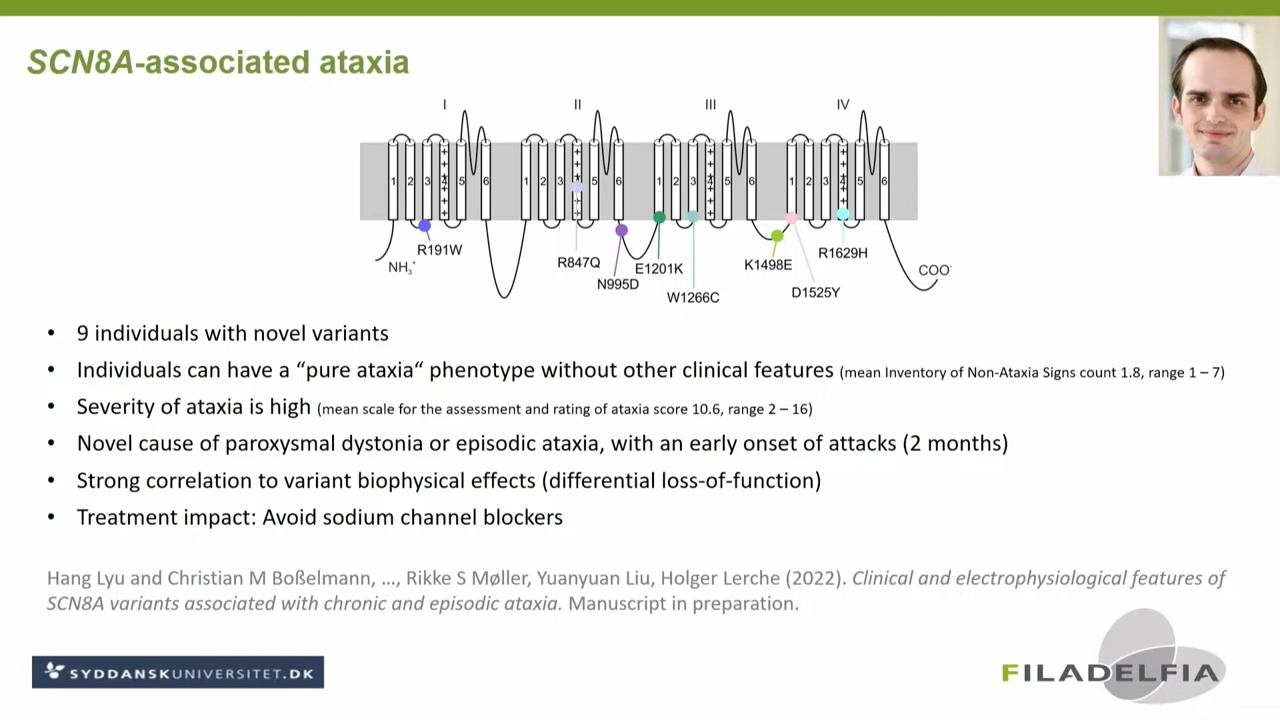 SCN8A-associated ataxia
I II III IV
1 2 3 4 5 6 1 2 3 4 5 6 1 2 3 4 5 6 1 2 3 4 5 6
R191W
NH3+
R847Q
N995D
E1201K
W1266C
K1498E
D1525Y
R1629H
COO-
• 9 individuals with novel variants
• Individuals can have a “pure ataxia“ phenotype without other clinical features (mean Inventory of Non-Ataxia Signs count 1.8, range 1 – 7)
• Severity of ataxia is high (mean scale for the assessment and rating of ataxia score 10.6, range 2 – 16)
• Novel cause of paroxysmal dystonia or episodic ataxia, with an early onset of attacks (2 months)
• Strong correlation to variant biophysical effects (differential loss-of-function)
• Treatment impact: Avoid sodium channel blockers
Hang Lyu and Christian M Boßelmann, …, Rikke S Møller, Yuanyuan Liu, Holger Lerche (2022). Clinical and electrophysiological features of
SCN8A variants associated with chronic and episodic ataxia. Manuscript in preparation.
SYDDANSKUNIVERSITET.DK
FILADELFIA